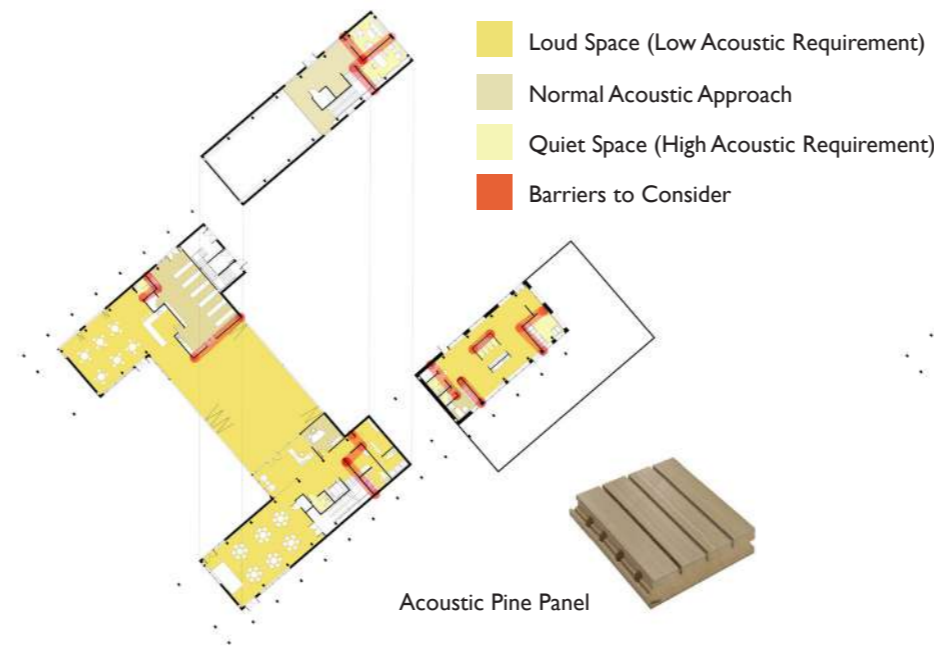 Loud Space (Low Acoustic Requirement)
Normal Acoustic Approach
Quiet Space (High Acoustic Requirement)
Barriers to Consider
Acoustic Pine Panel